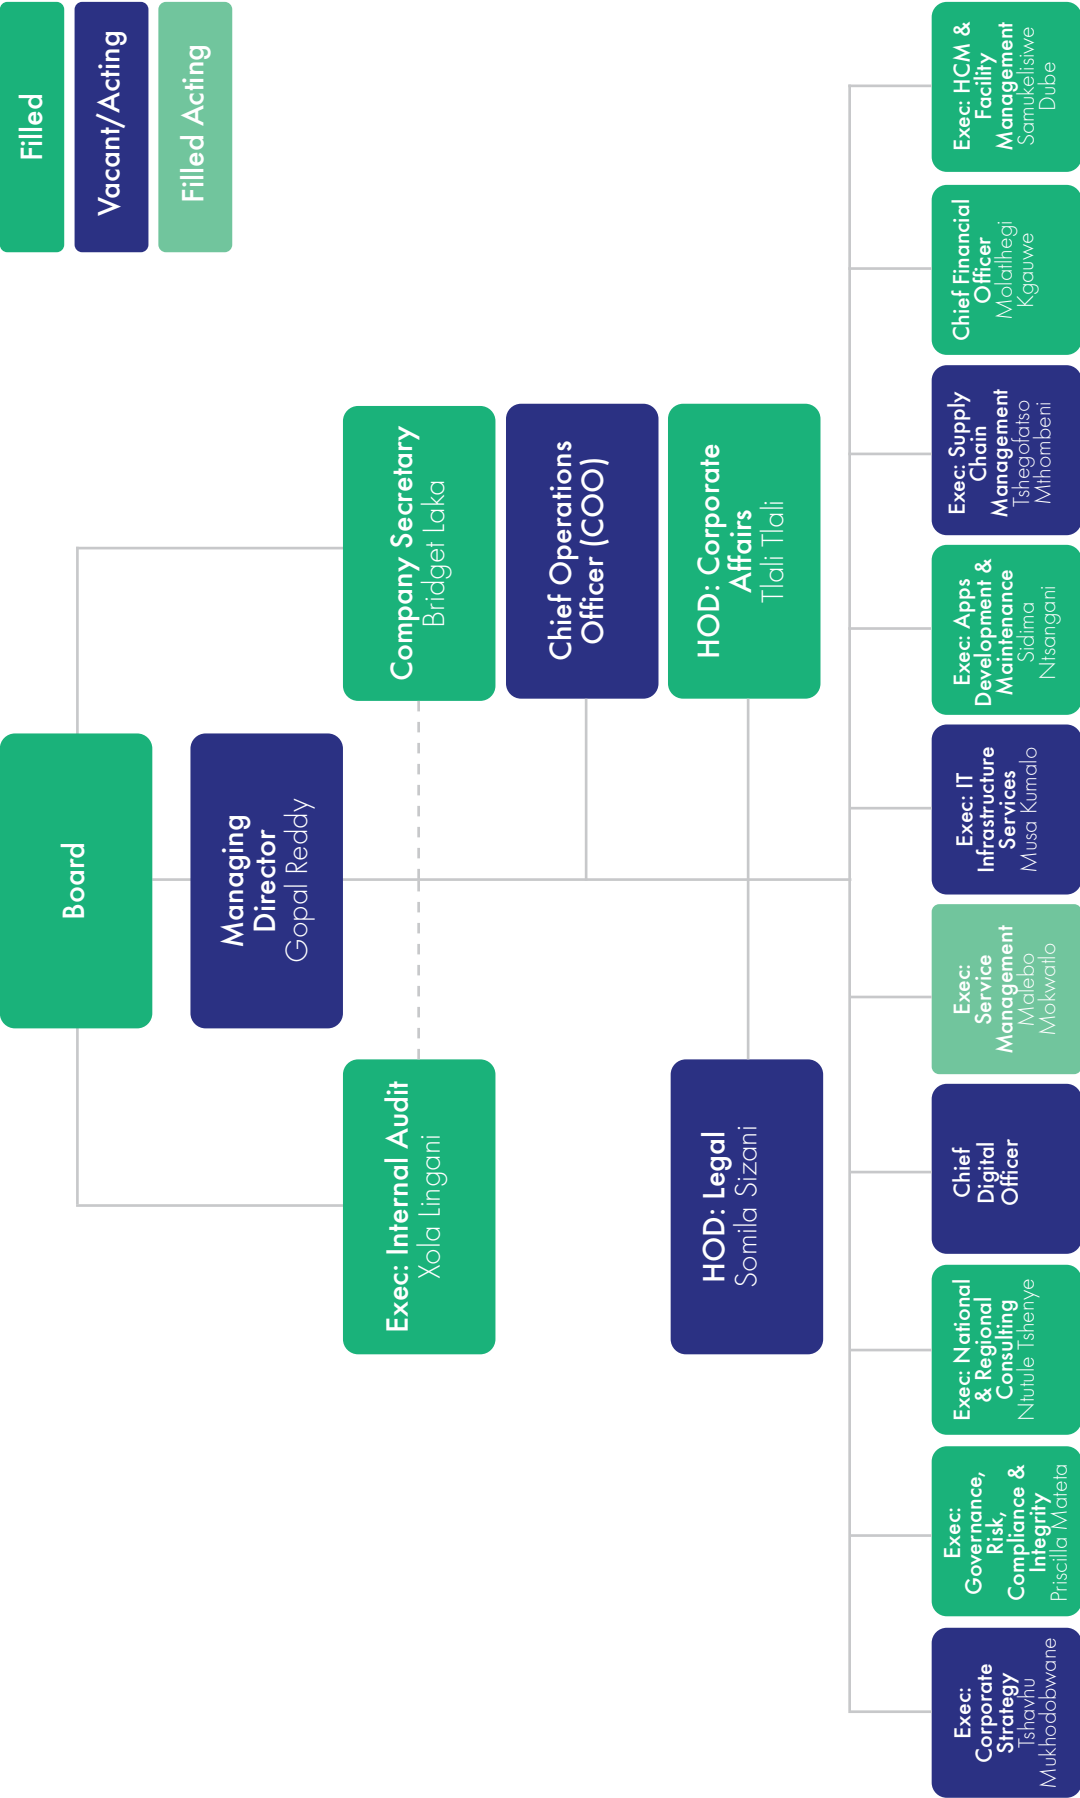 Filled
Vacant/Acting
Filled Acting
Board
Managing
Director
Gopal Reddy
Exec: Internal Audit
Xola Lingani
Company Secretary
Bridget Laka
Chief Operations
Officer (COO)
HOD: Legal
Somila Sizani
HOD: Corporate
Affairs
Tlali Tlali
Exec:
Corporate
Strategy
Tshavhu
Mukhodobwane
Exec:
Governance,
Risk,
Compliance &
Integrity
Priscilla Mateta
Exec: National
& Regional
Consulting
Ntutule Tshenye
Chief
Digital
Officer
Exec:
Service
Management
Malebo
Mokwatlo
Exec: IT
Infrastructure
Services
Musa Kumalo
Exec: Apps
Development &
Maintenance
Sidima
Ntsangani
Exec: Supply
Chain
Management
Tshegofatso
Mthombeni
Chief Financial
Officer
Molatlhegi
Kgauwe
Exec: HCM &
Facility
Management
Samukelisiwe
Dube